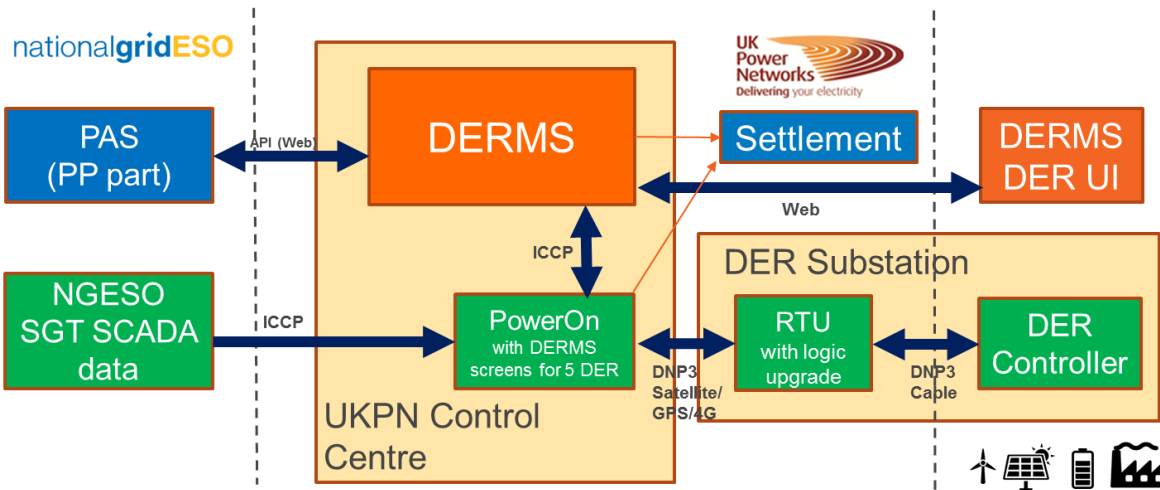 nationalgridESO
UK
Power
Networks
Delivering your electricity
PAS
(PP part)
API (Web)
DERMS
Settlement
DERMS
DER UI
Web
ICCP
DER Substation
NGESO
SGT SCADA
data
ICCP
PowerOn
with DERMS
screens for 5 DER
RTU
with logic
upgrade
DER
Controller
DNP3
Satellite/
GPS/4G
DNP3
Cable
UKPN Control
Centre